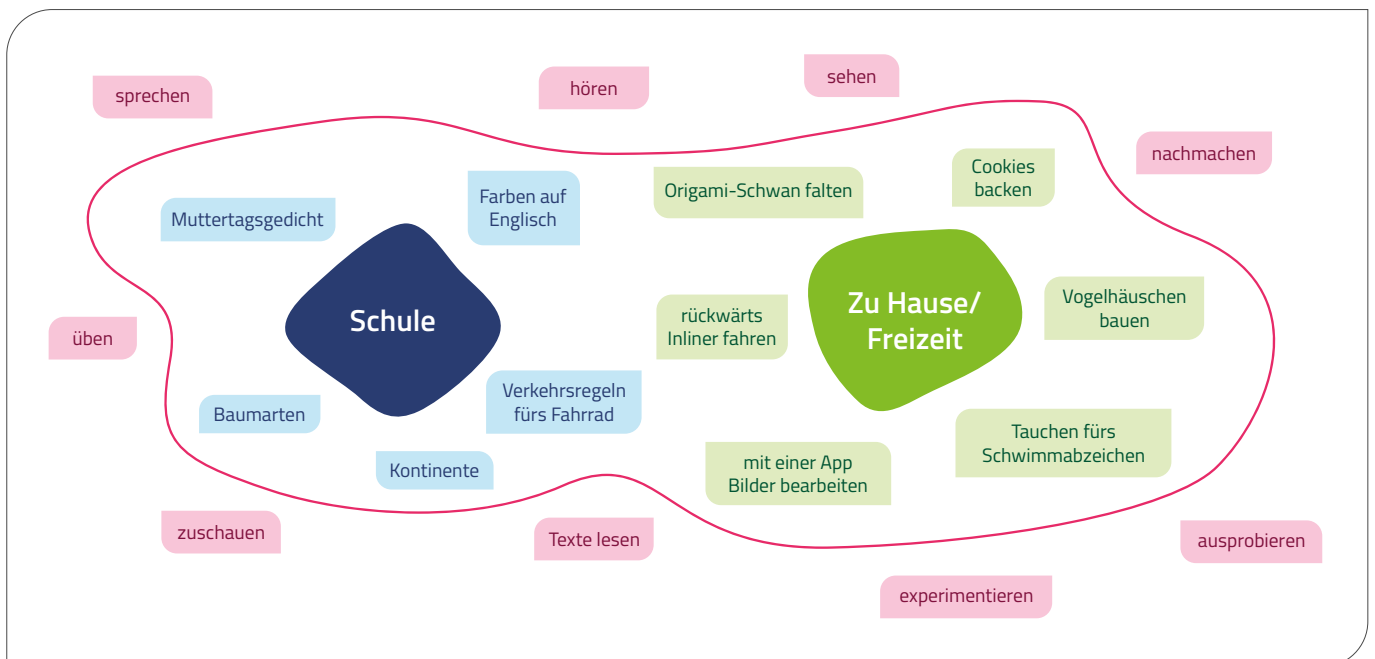 sprechen
hören
sehen
nachmachen
Muttertagsgedicht
Farben auf
Englisch
Origami-Schwan falten
Cookies
backen
Schule
Zu Hause/
Freizeit
rückwärts
Inliner fahren
Vogelhäuschen
bauen
üben
Baumarten
Verkehrsregeln
fürs Fahrrad
Kontinente
mit einer App
Bilder bearbeiten
Tauchen fürs
Schwimmabzeichen
zuschauen
Texte lesen
ausprobieren
experimentieren